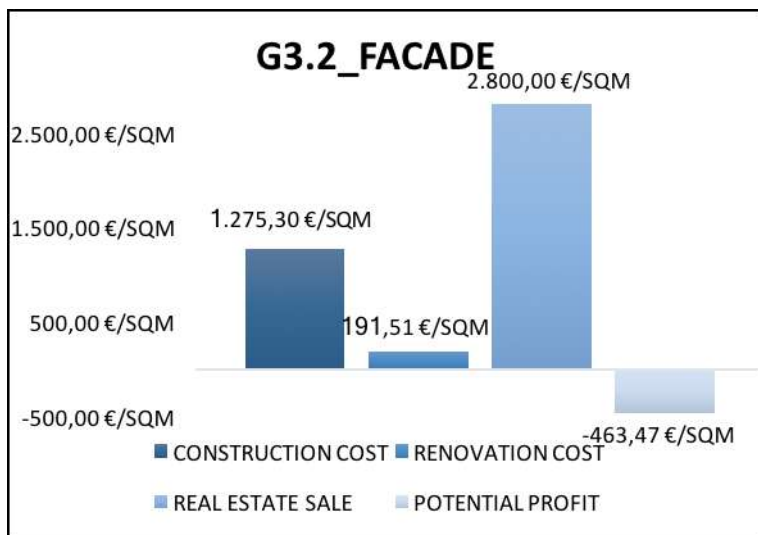 G3.2_FACADE
2.800,00 €/SQM
2.500,00 €/SQM
1.275,30 €/SQM
1.500,00 €/SQM
500,00 €/SQM
191,51 €/SQM
-500,00 €/SQM
-463,47 €/SQM
CONSTRUCTION COST
RENOVATION COST
REAL ESTATE SALE
POTENTIAL PROFIT